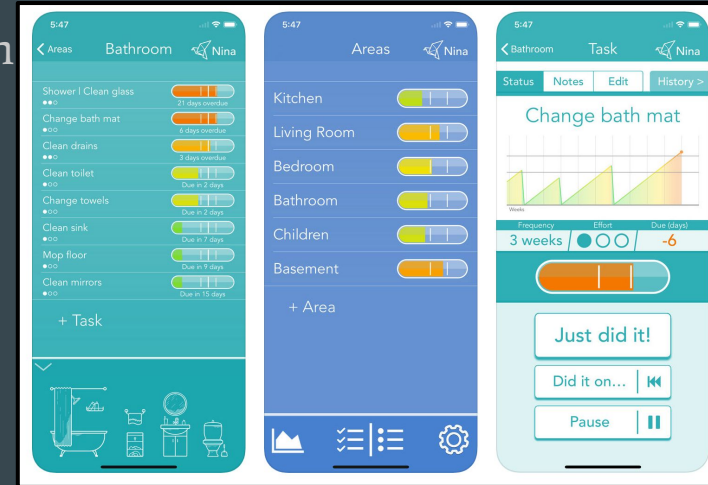 n
5:47
Areas Bathroom Nina
Shower | Clean glass
21 days overdue
Change bath mat
6 days overdue
Clean drains
3 days overdue
Clean toilet
Due in 2 days
Change towels
Due in 2 days
Clean sink
Due in 7 days
Mop floor
Due in 9 days
Clean mirrors
Due in 15 days
+ Task
5:47
Areas Nina
Kitchen
Living Room
Bedroom
Bathroom
Children
Basement
+ Area
5:47
Bathroom Task Nina
Status Notes Edit History >
Change bath mat
Weeks
Frequency Effort Due (days)
3 weeks -6
Just did it!
Did it on...
Pause